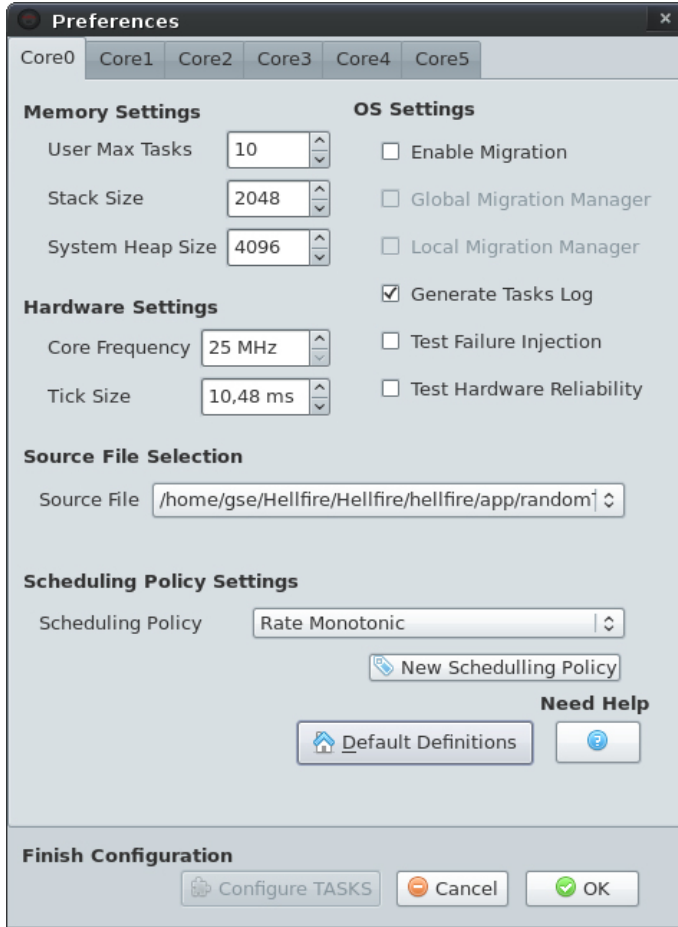 Preferences
Core0 Core1 Core2 Core3 Core4 Core5
Memory Settings
User Max Tasks 10
Stack Size 2048
System Heap Size 4096
Hardware Settings
Core Frequency 25 MHz
Tick Size 10,48 ms
OS Settings
Enable Migration
Global Migration Manager
Local Migration Manager
Generate Tasks Log
Test Failure Injection
Test Hardware Reliability
Source File Selection
Source File /home/gse/Hellfire/Hellfire/hellfire/app/random
Scheduling Policy Settings
Scheduling Policy Rate Monotonic
New Schedulling Policy
Need Help
Default Definitions
Finish Configuration
Configure TASKS Cancel OK